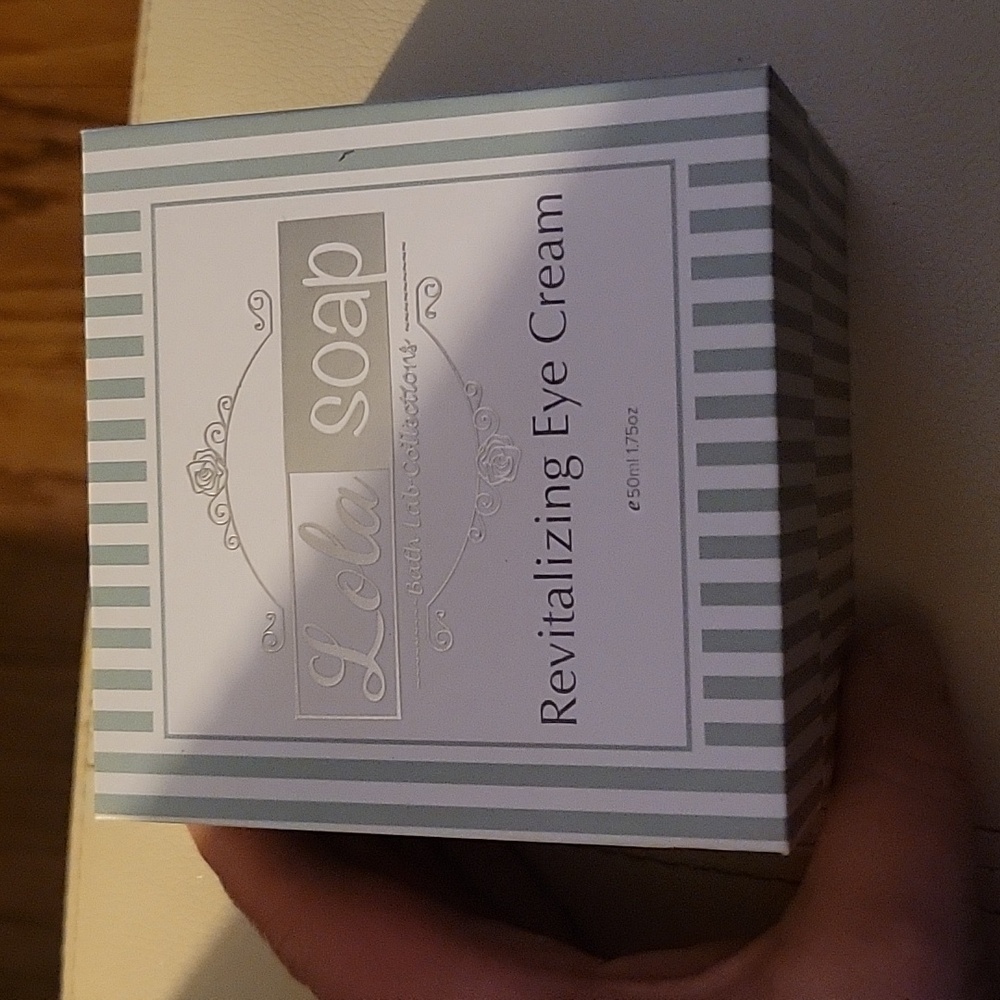 Lola soap
Bath Lab Collections
Revitalizing Eye Cream
e 50ml 1.75oz